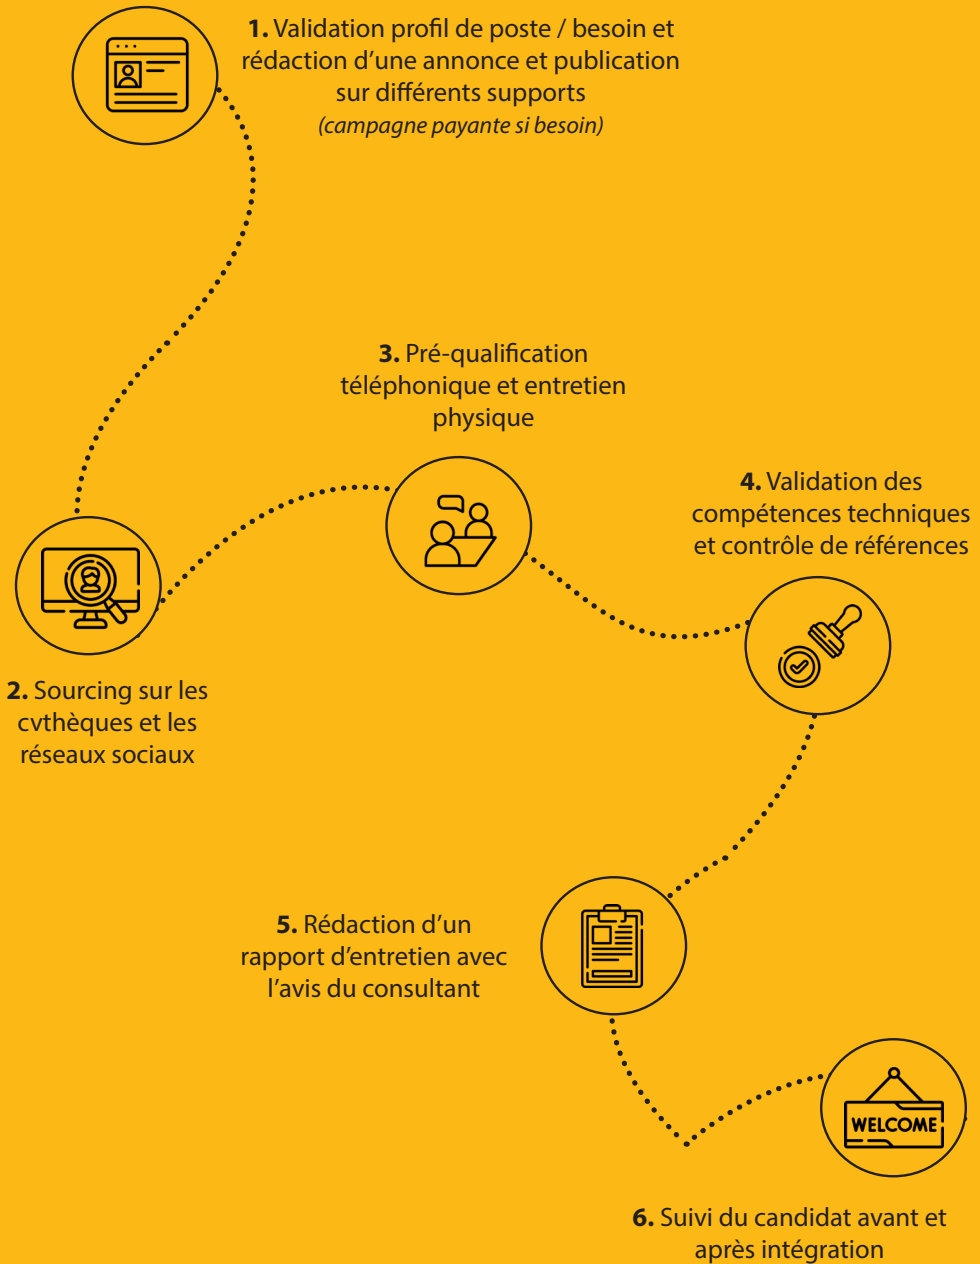 1. Validation profil de poste / besoin et
rédaction d'une annonce et publication
sur différents supports
(campagne payante si besoin)
2. Sourcing sur les
cvthèques et les
réseaux sociaux
3. Pré-qualification
téléphonique et entretien
physique
4. Validation des
compétences techniques
et contrôle de références
5. Rédaction d'un
rapport d'entretien avec
l'avis du consultant
WELCOME
6. Suivi du candidat avant et
après intégration